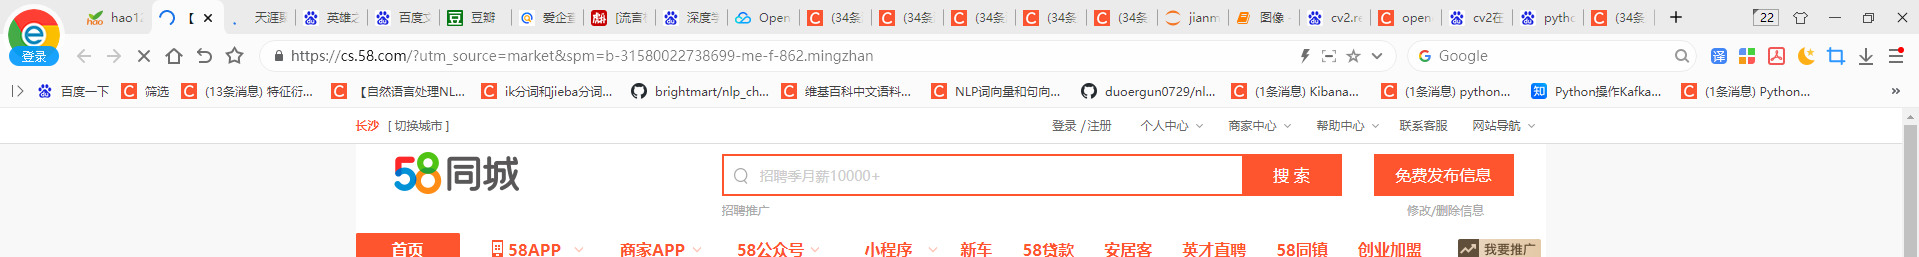 hao12 【 天涯聚 英雄之 百度文 豆瓣 爱企查 [流言 深度学 Open (34条 (34条 (34条 (34条 (34条 jianm 图像 - cv2.re open cv2在 pytho (34条 22
登录 https://cs.58.com/?utm_source=market&spm=b-31580022738699-me-f-862.mingzhan Google 译
百度一下 筛选 (13条消息) 特征衍... 【自然语言处理NL... ik分词和jieba分词... brightmart/nlp_ch... 维基百科中文语料... NLP词向量和句向... duoergun0729/nl... (1条消息) Kibana... (1条消息) python... 知 Python操作Kafka... (1条消息) Python... »
长沙 [ 切换城市 ] 登录 /注册 个人中心 商家中心 帮助中心 联系客服 网站导航
58同城 招聘季月薪10000+ 搜 索 免费发布信息
招聘推广 修改/删除信息
首页 58APP 商家APP 58公众号 小程序 新车 58贷款 安居客 英才直聘 58同镇 创业加盟 我要推广